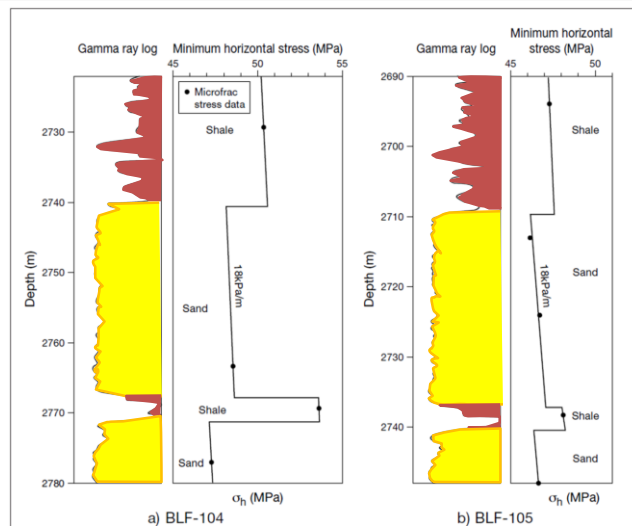 Gamma ray log
Minimum horizontal stress (MPa)
45
50
55
Microfrac
stress data
Shale
2730
2740
2750
2760
2770
2780
Depth (m)
18kPa/m
Sand
Shale
Sand
σh (MPa)
a) BLF-104
Gamma ray log
Minimum horizontal
stress (MPa)
45
50
2690
2700
2710
2720
2730
2740
Depth (m)
Shale
18kPa/m
Sand
Shale
Sand
σh (MPa)
b) BLF-105